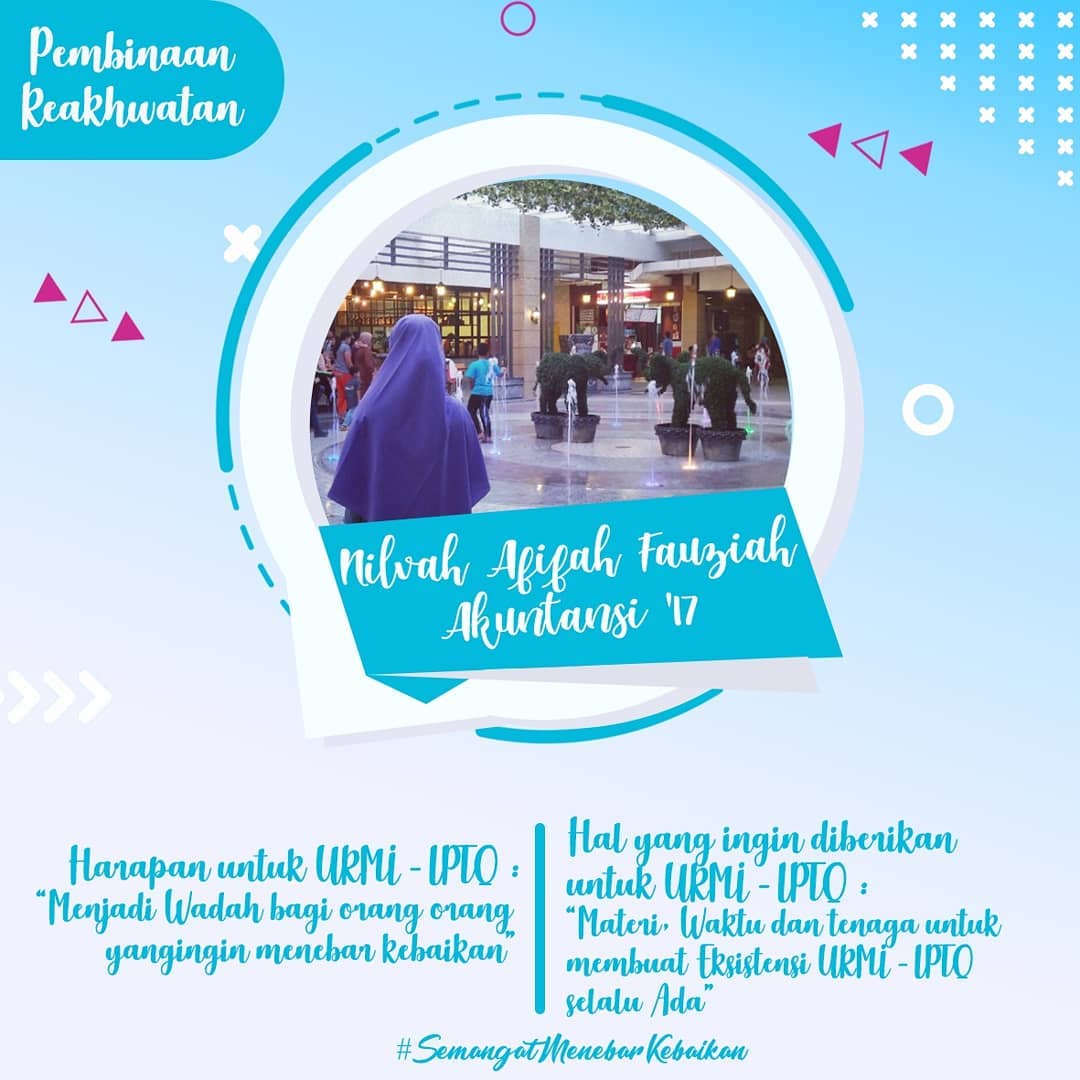 Pembinaan
Keakhwatan
Nilvah Afifah Fauziah
Akuntansi '17
Harapan untuk URMI - LPTQ :
"Menjadi Wadah bagi orang orang
yangingin menebar kebaikan"
Hal yang ingin diberikan
untuk URMI - LPTQ :
"Materi, Waktu dan tenaga untuk
membuat Eksistensi URMI - LPTQ
selalu Ada"
#SemangatMenebarKebaikan